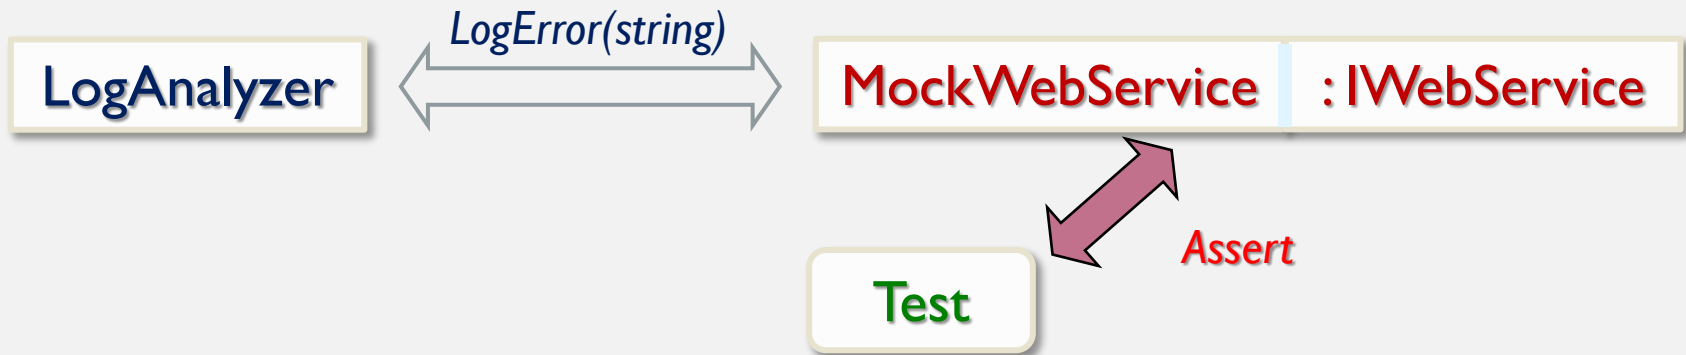 LogError(string)
LogAnalyzer
MockWebService : IWebService
Assert
Test